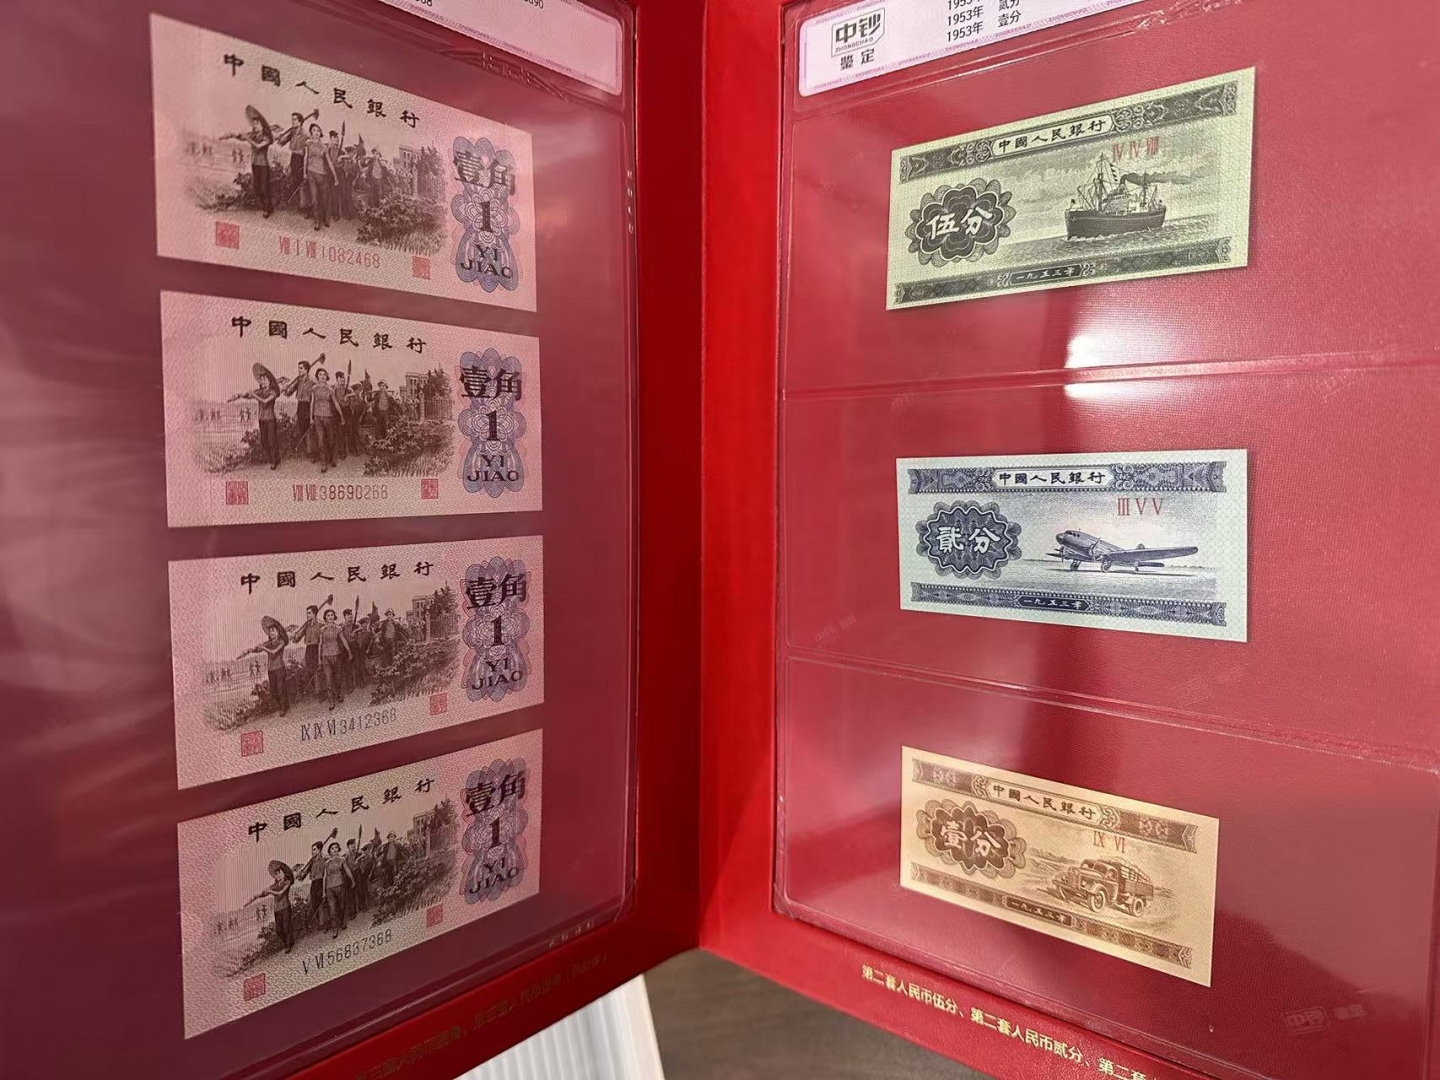 中國人民銀行
壹角
1
YI
JIAO
VIII I VIII 1082468
中國人民銀行
壹角
1
YI
JIAO
VIII VIII 38690268
中國人民銀行
壹角
1
YI
JIAO
IX IX VI 3412368
中國人民銀行
壹角
1
YI
JIAO
V VI 56837368
中钞
ZHONGCHAO
鉴定
1953年 贰分
1953年 壹分
中國人民銀行
IV IV VIII
伍分
一九五三年
中國人民銀行
III V V
貳分
一九五三年
中國人民銀行
IX VI
壹分
一九五三年
第二套人民币伍分、第二套人民币贰分、第二套